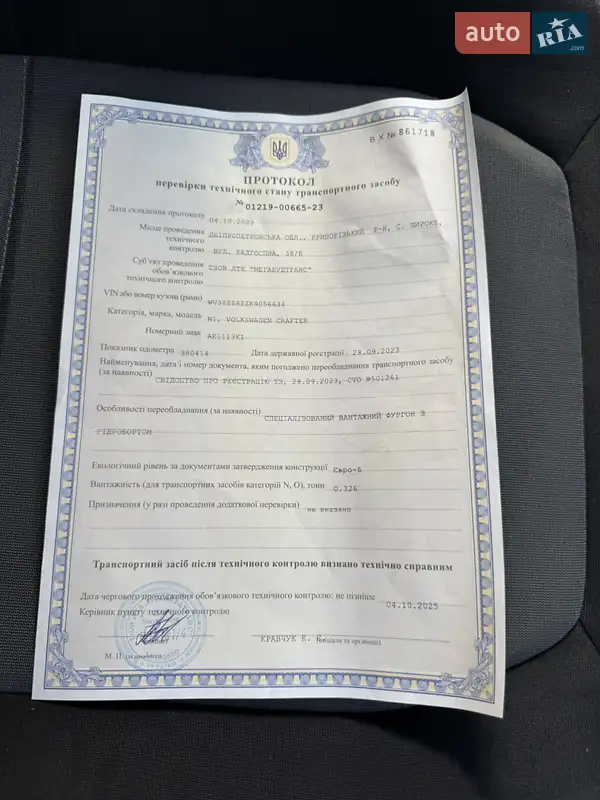 auto RIA .com
В Х № 861718
ПРОТОКОЛ
перевірки технічного стану транспортного засобу
№ 01219-00665-23
Дата складення протоколу 04.10.2023
Місце проведення технічного контролю ДНІПРОПЕТРОВСЬКА ОБЛ., КРИВОРІЗЬКИЙ Р-Н, С. ШИРОКЕ,
ВУЛ. РАДГОСПНА,
Суб'єкт проведення обов'язкового технічного контролю ТЗОВ ЛТК "МЕГАБУДТРАНС"
VIN або номер кузова (рами) WV3ZZZSZZK9056634
Категорія, марка, модель N1, VOLKSWAGEN CRAFTER
Номерний знак AE1513KI
Показник одометра 380414 Дата державної реєстрації 28.09.2023
Найменування, дата і номер документа, яким погоджено переобладнання транспортного засобу
(за наявності) СВІДОЦТВО ПРО РЕЄСТРАЦІЮ ТЗ, 28.09.2023, СТО №501261
Особливості переобладнання (за наявності) СПЕЦІАЛІЗОВАНИЙ ВАНТАЖНИЙ ФУРГОН З
ГІДРОБОРТОМ
Екологічний рівень за документами затвердження конструкції Євро-6
Вантажність (для транспортних засобів категорій N, O), тонн 0.326
Призначення (у разі проведення додаткової перевірки) не вказано
Транспортний засіб після технічного контролю визнано технічно справним
Дата чергового проходження обов'язкового технічного контролю: не пізніше 04.10.2025
Керівник пункту технічного контролю
КРАВЧУК Е.
М. П.